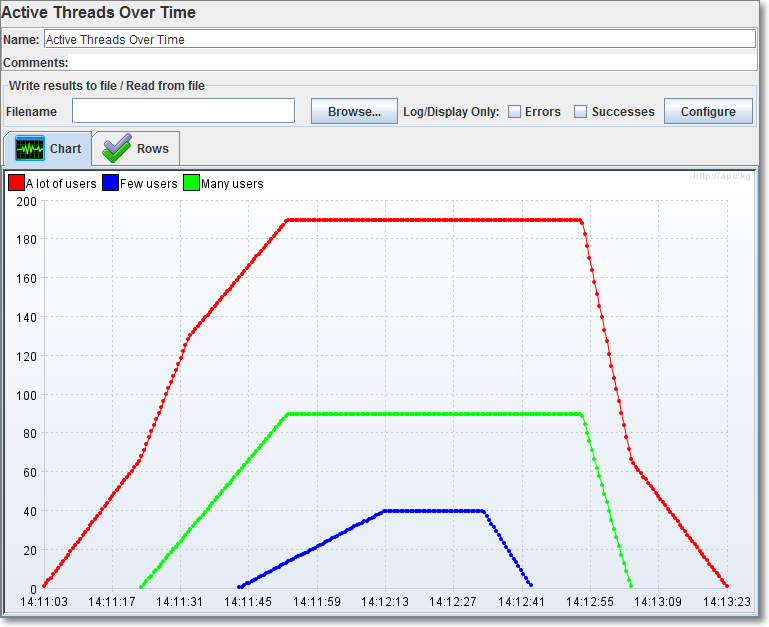 Active Threads Over Time
Name: Active Threads Over Time
Comments:
Write results to file / Read from file
Filename Browse... Log/Display Only: Errors Successes Configure
Chart Rows
http://apc.kg
A lot of users Few users Many users
200
180
160
140
120
100
80
60
40
20
0
14:11:03 14:11:17 14:11:31 14:11:45 14:11:59 14:12:13 14:12:27 14:12:41 14:12:55 14:13:09 14:13:23